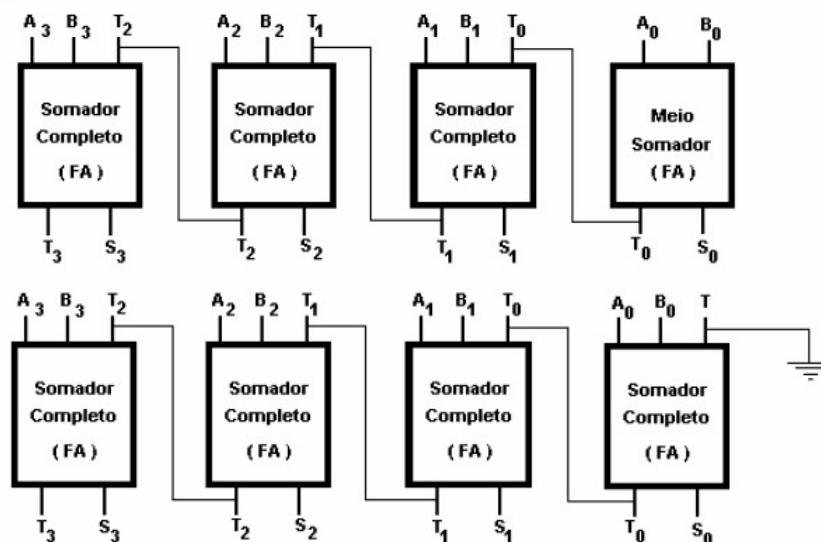 A3 B3 T2 A2 B2 T1 A1 B1 T0 A0 B0
Somador Somador Somador Meio
Completo Completo Completo Somador
( FA ) ( FA ) ( FA ) ( FA )
T3 S3 T2 S2 T1 S1 T0 S0
A3 B3 T2 A2 B2 T1 A1 B1 T0 A0 B0 T
Somador Somador Somador Somador
Completo Completo Completo Completo
( FA ) ( FA ) ( FA ) ( FA )
T3 S3 T2 S2 T1 S1 T0 S0